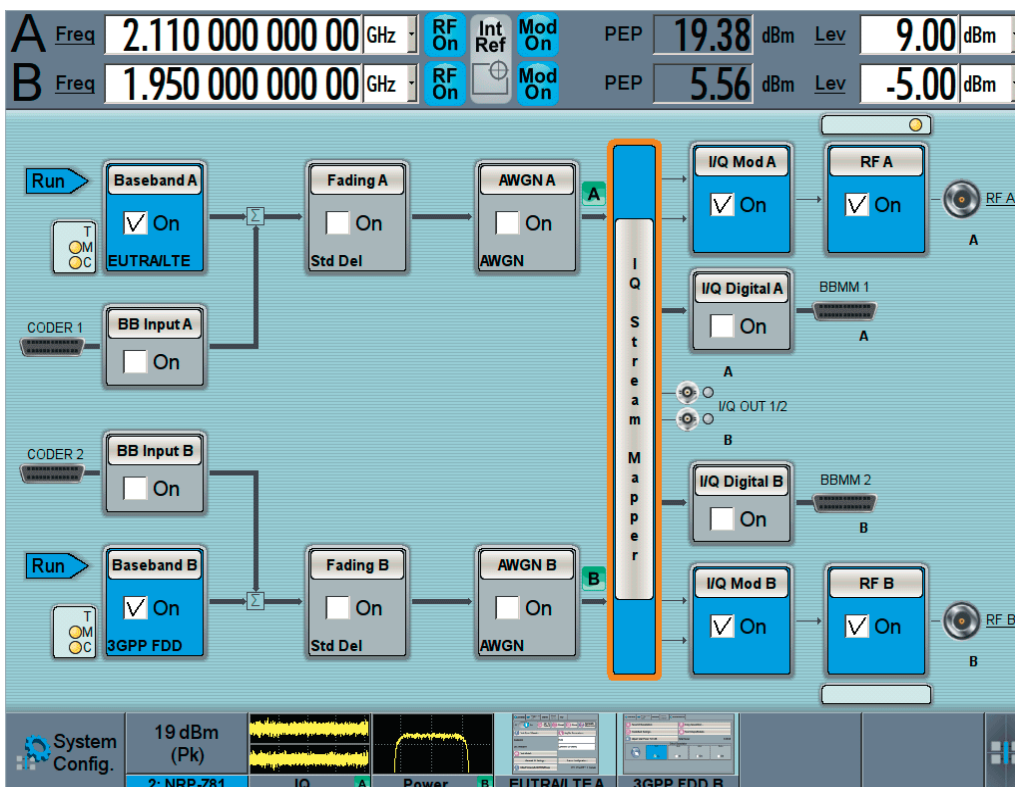 A Freq 2.110 000 000 00 GHz RF On Int Ref Mod On PEP 19.38 dBm Lev 9.00 dBm
B Freq 1.950 000 000 00 GHz RF On Mod On PEP 5.56 dBm Lev -5.00 dBm
Run
Baseband A
On
EUTRA/LTE
T
M
C
Σ
Fading A
On
Std Del
AWGN A
On
AWGN
A
I/Q Mod A
On
RF A
On
RF A
A
CODER 1
BB Input A
On
IQ Stream Mapper
I/Q Digital A
On
BBMM 1
A
A
I/Q OUT 1/2
B
CODER 2
BB Input B
On
I/Q Digital B
On
BBMM 2
B
Run
Baseband B
On
3GPP FDD
T
M
C
Σ
Fading B
On
Std Del
AWGN B
On
AWGN
B
I/Q Mod B
On
RF B
On
RF B
B
System Config.
19 dBm
(Pk)
2: NRP-Z81
IQ A
Power B
EUTRA/LTE A
3GPP FDD B